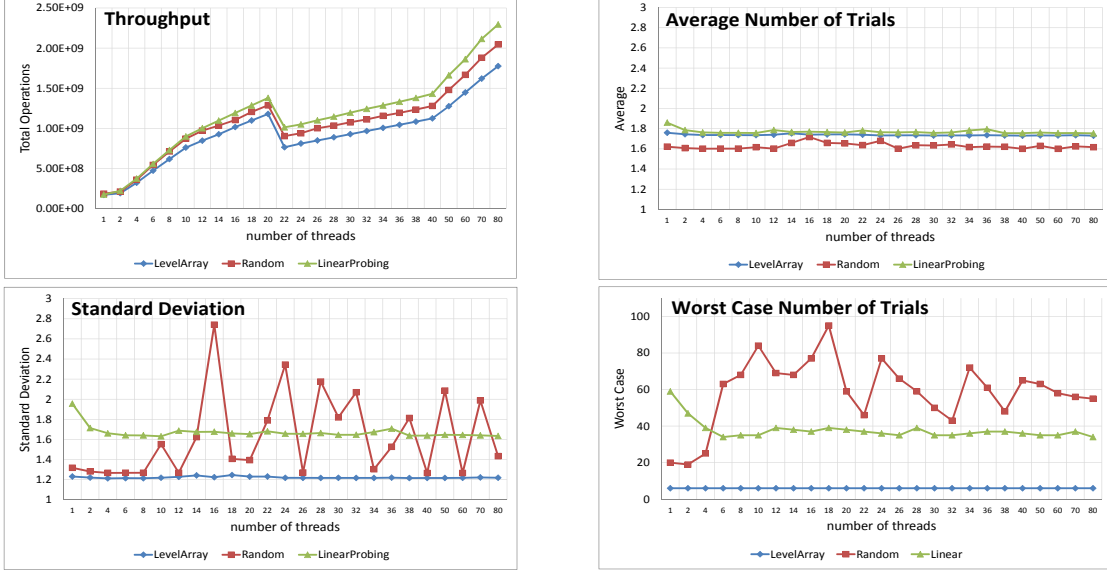 Throughput
2.50E+09
2.00E+09
1.50E+09
1.00E+09
5.00E+08
0.00E+00
Total Operations
1 2 4 6 8 10 12 14 16 18 20 22 24 26 28 30 32 34 36 38 40 50 60 70 80
number of threads
LevelArray Random LinearProbing
Average Number of Trials
3
2.8
2.6
2.4
2.2
2
1.8
1.6
1.4
1.2
1
Average
1 2 4 6 8 10 12 14 16 18 20 22 24 26 28 30 32 34 36 38 40 50 60 70 80
number of threads
LevelArray Random LinearProbing
Standard Deviation
3
2.8
2.6
2.4
2.2
2
1.8
1.6
1.4
1.2
1
Standard Deviation
1 2 4 6 8 10 12 14 16 18 20 22 24 26 28 30 32 34 36 38 40 50 60 70 80
number of threads
LevelArray Random LinearProbing
Worst Case Number of Trials
100
80
60
40
20
0
Worst Case
1 2 4 6 8 10 12 14 16 18 20 22 24 26 28 30 32 34 36 38 40 50 60 70 80
number of threads
LevelArray Random Linear